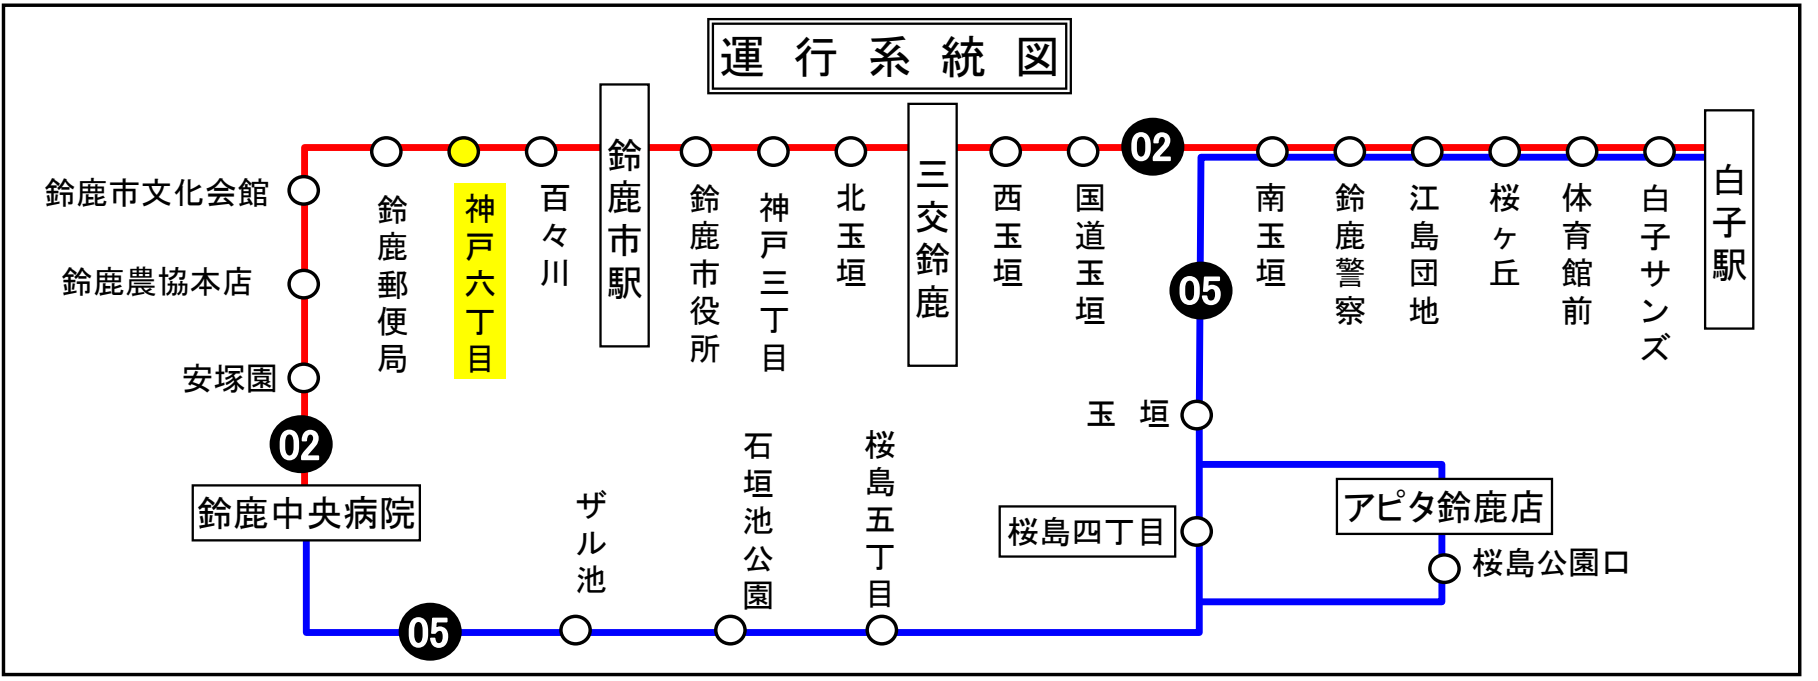 運行系統図
鈴鹿市文化会館
鈴鹿農協本店
安塚園
02
鈴鹿中央病院
鈴鹿郵便局
神戸六丁目
百々川
鈴鹿市駅
鈴鹿市役所
神戸三丁目
北玉垣
三交鈴鹿
西玉垣
国道玉垣
02
南玉垣
鈴鹿警察
江島団地
桜ヶ丘
体育館前
白子サンズ
白子駅
05
玉垣
桜島四丁目
アピタ鈴鹿店
桜島公園口
桜島五丁目
石垣池公園
ザル池
05